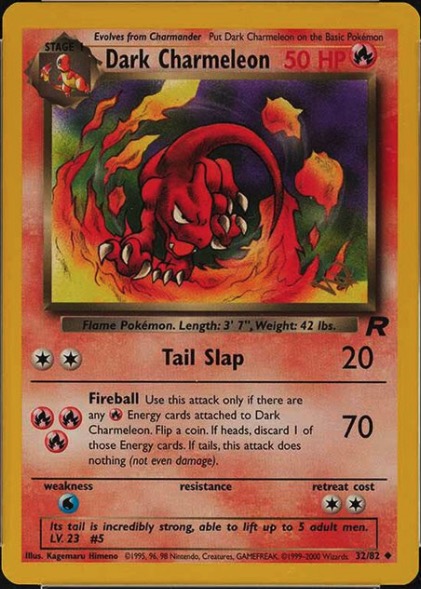 Evolves from Charmander Put Dark Charmeleon on the Basic Pokémon
STAGE 1
Dark Charmeleon 50 HP
Flame Pokémon. Length: 3' 7", Weight: 42 lbs.
R
Tail Slap 20
Fireball Use this attack only if there are
any Energy cards attached to Dark
Charmeleon. Flip a coin. If heads, discard 1 of
those Energy cards. If tails, this attack does
nothing (not even damage).
70
weakness resistance retreat cost
Its tail is incredibly strong, able to lift up to 5 adult men.
LV. 23 #5
Illus. Kagemaru Himeno ©1995, 96, 98 Nintendo, Creatures, GAMEFREAK. ©1999-2000 Wizards. 32/82